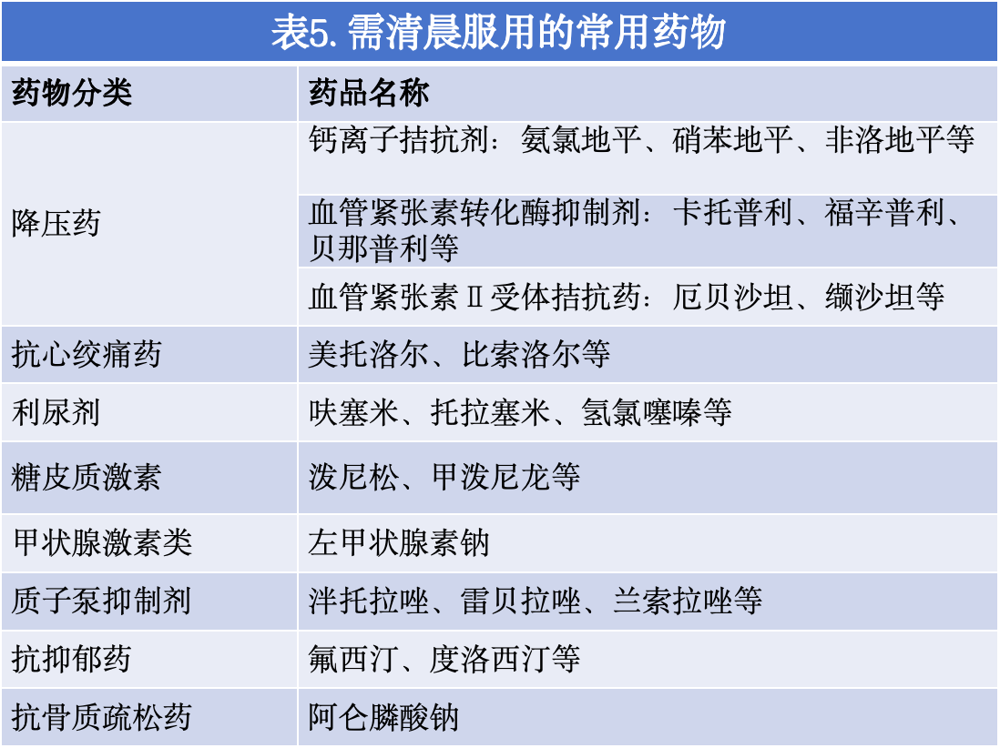 表5. 需清晨服用的常用药物
药物分类
药品名称
降压药
钙离子拮抗剂：氨氯地平、硝苯地平、非洛地平等
血管紧张素转化酶抑制剂：卡托普利、福辛普利、
贝那普利等
血管紧张素Ⅱ受体拮抗药：厄贝沙坦、缬沙坦等
抗心绞痛药
美托洛尔、比索洛尔等
利尿剂
呋塞米、托拉塞米、氢氯噻嗪等
糖皮质激素
泼尼松、甲泼尼龙等
甲状腺激素类
左甲状腺素钠
质子泵抑制剂
泮托拉唑、雷贝拉唑、兰索拉唑等
抗抑郁药
氟西汀、度洛西汀等
抗骨质疏松药
阿仑膦酸钠